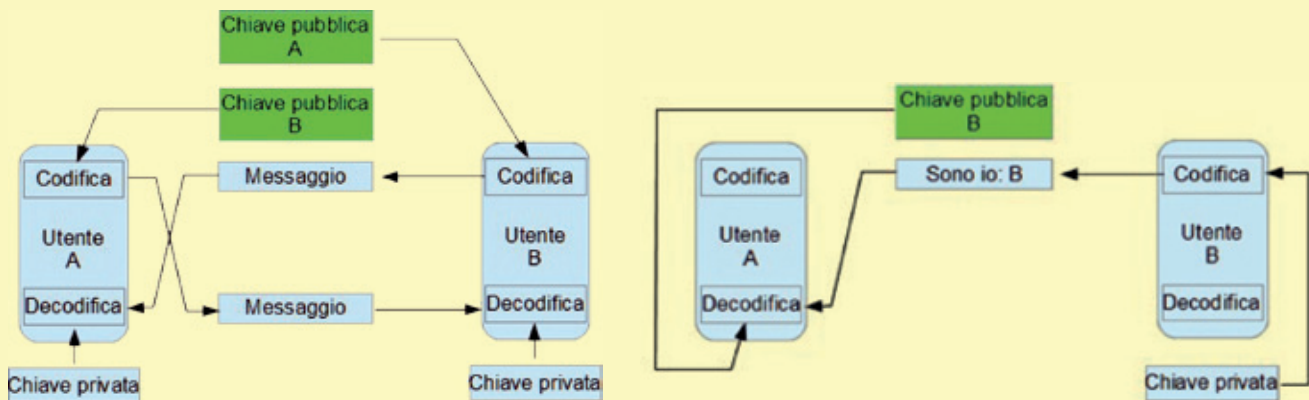 Chiave pubblica
A
Chiave pubblica
B
Codifica
Messaggio
Codifica
Utente
A
Utente
B
Decodifica
Messaggio
Decodifica
Chiave privata
Chiave privata
Chiave pubblica
B
Codifica
Sono io: B
Codifica
Utente
A
Utente
B
Decodifica
Decodifica
Chiave privata